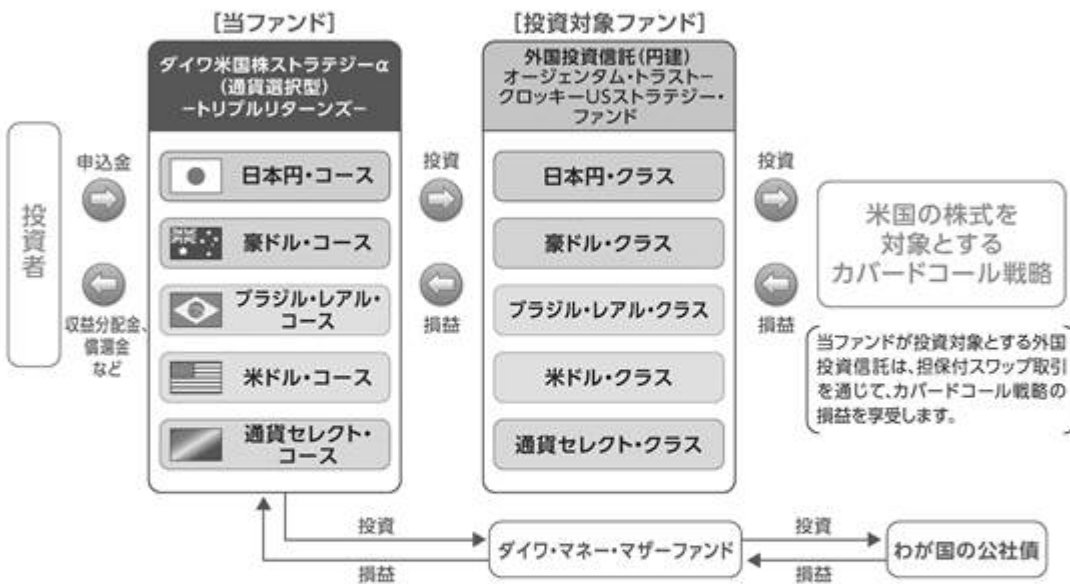 [当ファンド]
ダイワ米国株ストラテジーα
(通貨選択型)
ートリプルリターンズー
[投資対象ファンド]
外国投資信託(円建)
オージェンタム・トラストー
クロッキーUSストラテジー・
ファンド
投資者
申込金
収益分配金、
償還金
など
日本円・コース
豪ドル・コース
ブラジル・レアル・
コース
米ドル・コース
通貨セレクト・
コース
投資
損益
日本円・クラス
豪ドル・クラス
ブラジル・レアル・クラス
米ドル・クラス
通貨セレクト・クラス
投資
損益
米国の株式を
対象とする
カバードコール戦略
当ファンドが投資対象とする外国
投資信託は、担保付スワップ取引
を通じて、カバードコール戦略の
損益を享受します。
投資
損益
ダイワ・マネー・マザーファンド
投資
損益
わが国の公社債